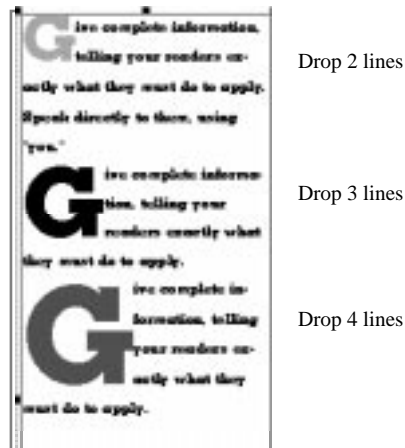 Give complete information,
telling your readers ex-
actly what they must do to apply.
Speak directly to them, using
"you."
Give complete informa-
tion, telling your
readers exactly what
they must do to apply.
Give complete in-
formation, telling
your readers ex-
actly what they
must do to apply.
Drop 2 lines
Drop 3 lines
Drop 4 lines